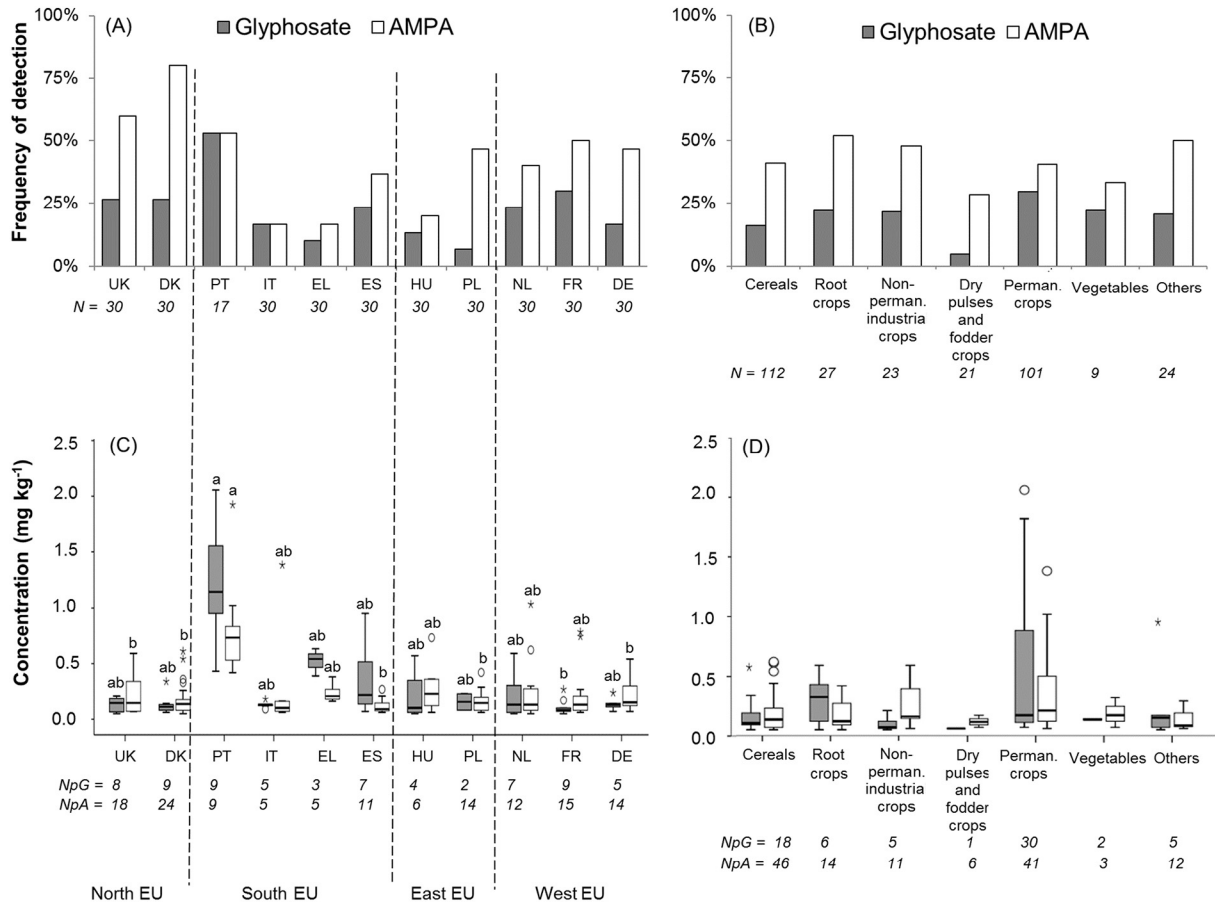 (A)
Glyphosate AMPA
Frequency of detection
100%
75%
50%
25%
0%
UK DK PT IT EL ES HU PL NL FR DE
N = 30 30 17 30 30 30 30 30 30 30 30
(B)
Glyphosate AMPA
100%
75%
50%
25%
0%
Cereals Root crops Non-perman. industria crops Dry pulses and fodder crops Perman. crops Vegetables Others
N = 112 27 23 21 101 9 24
(C)
Concentration (mg kg-1)
2.5
2.0
1.5
1.0
0.5
0.0
ab b ab b a a ab ab ab ab ab b ab ab ab b ab ab b ab ab b
UK DK PT IT EL ES HU PL NL FR DE
NpG = 8 9 9 5 3 7 4 2 7 9 5
NpA = 18 24 9 5 5 11 6 14 12 15 14
North EU South EU East EU West EU
(D)
2.5
2.0
1.5
1.0
0.5
0.0
Cereals Root crops Non-perman. industria crops Dry pulses and fodder crops Perman. crops Vegetables Others
NpG = 18 6 5 1 30 2 5
NpA = 46 14 11 6 41 3 12